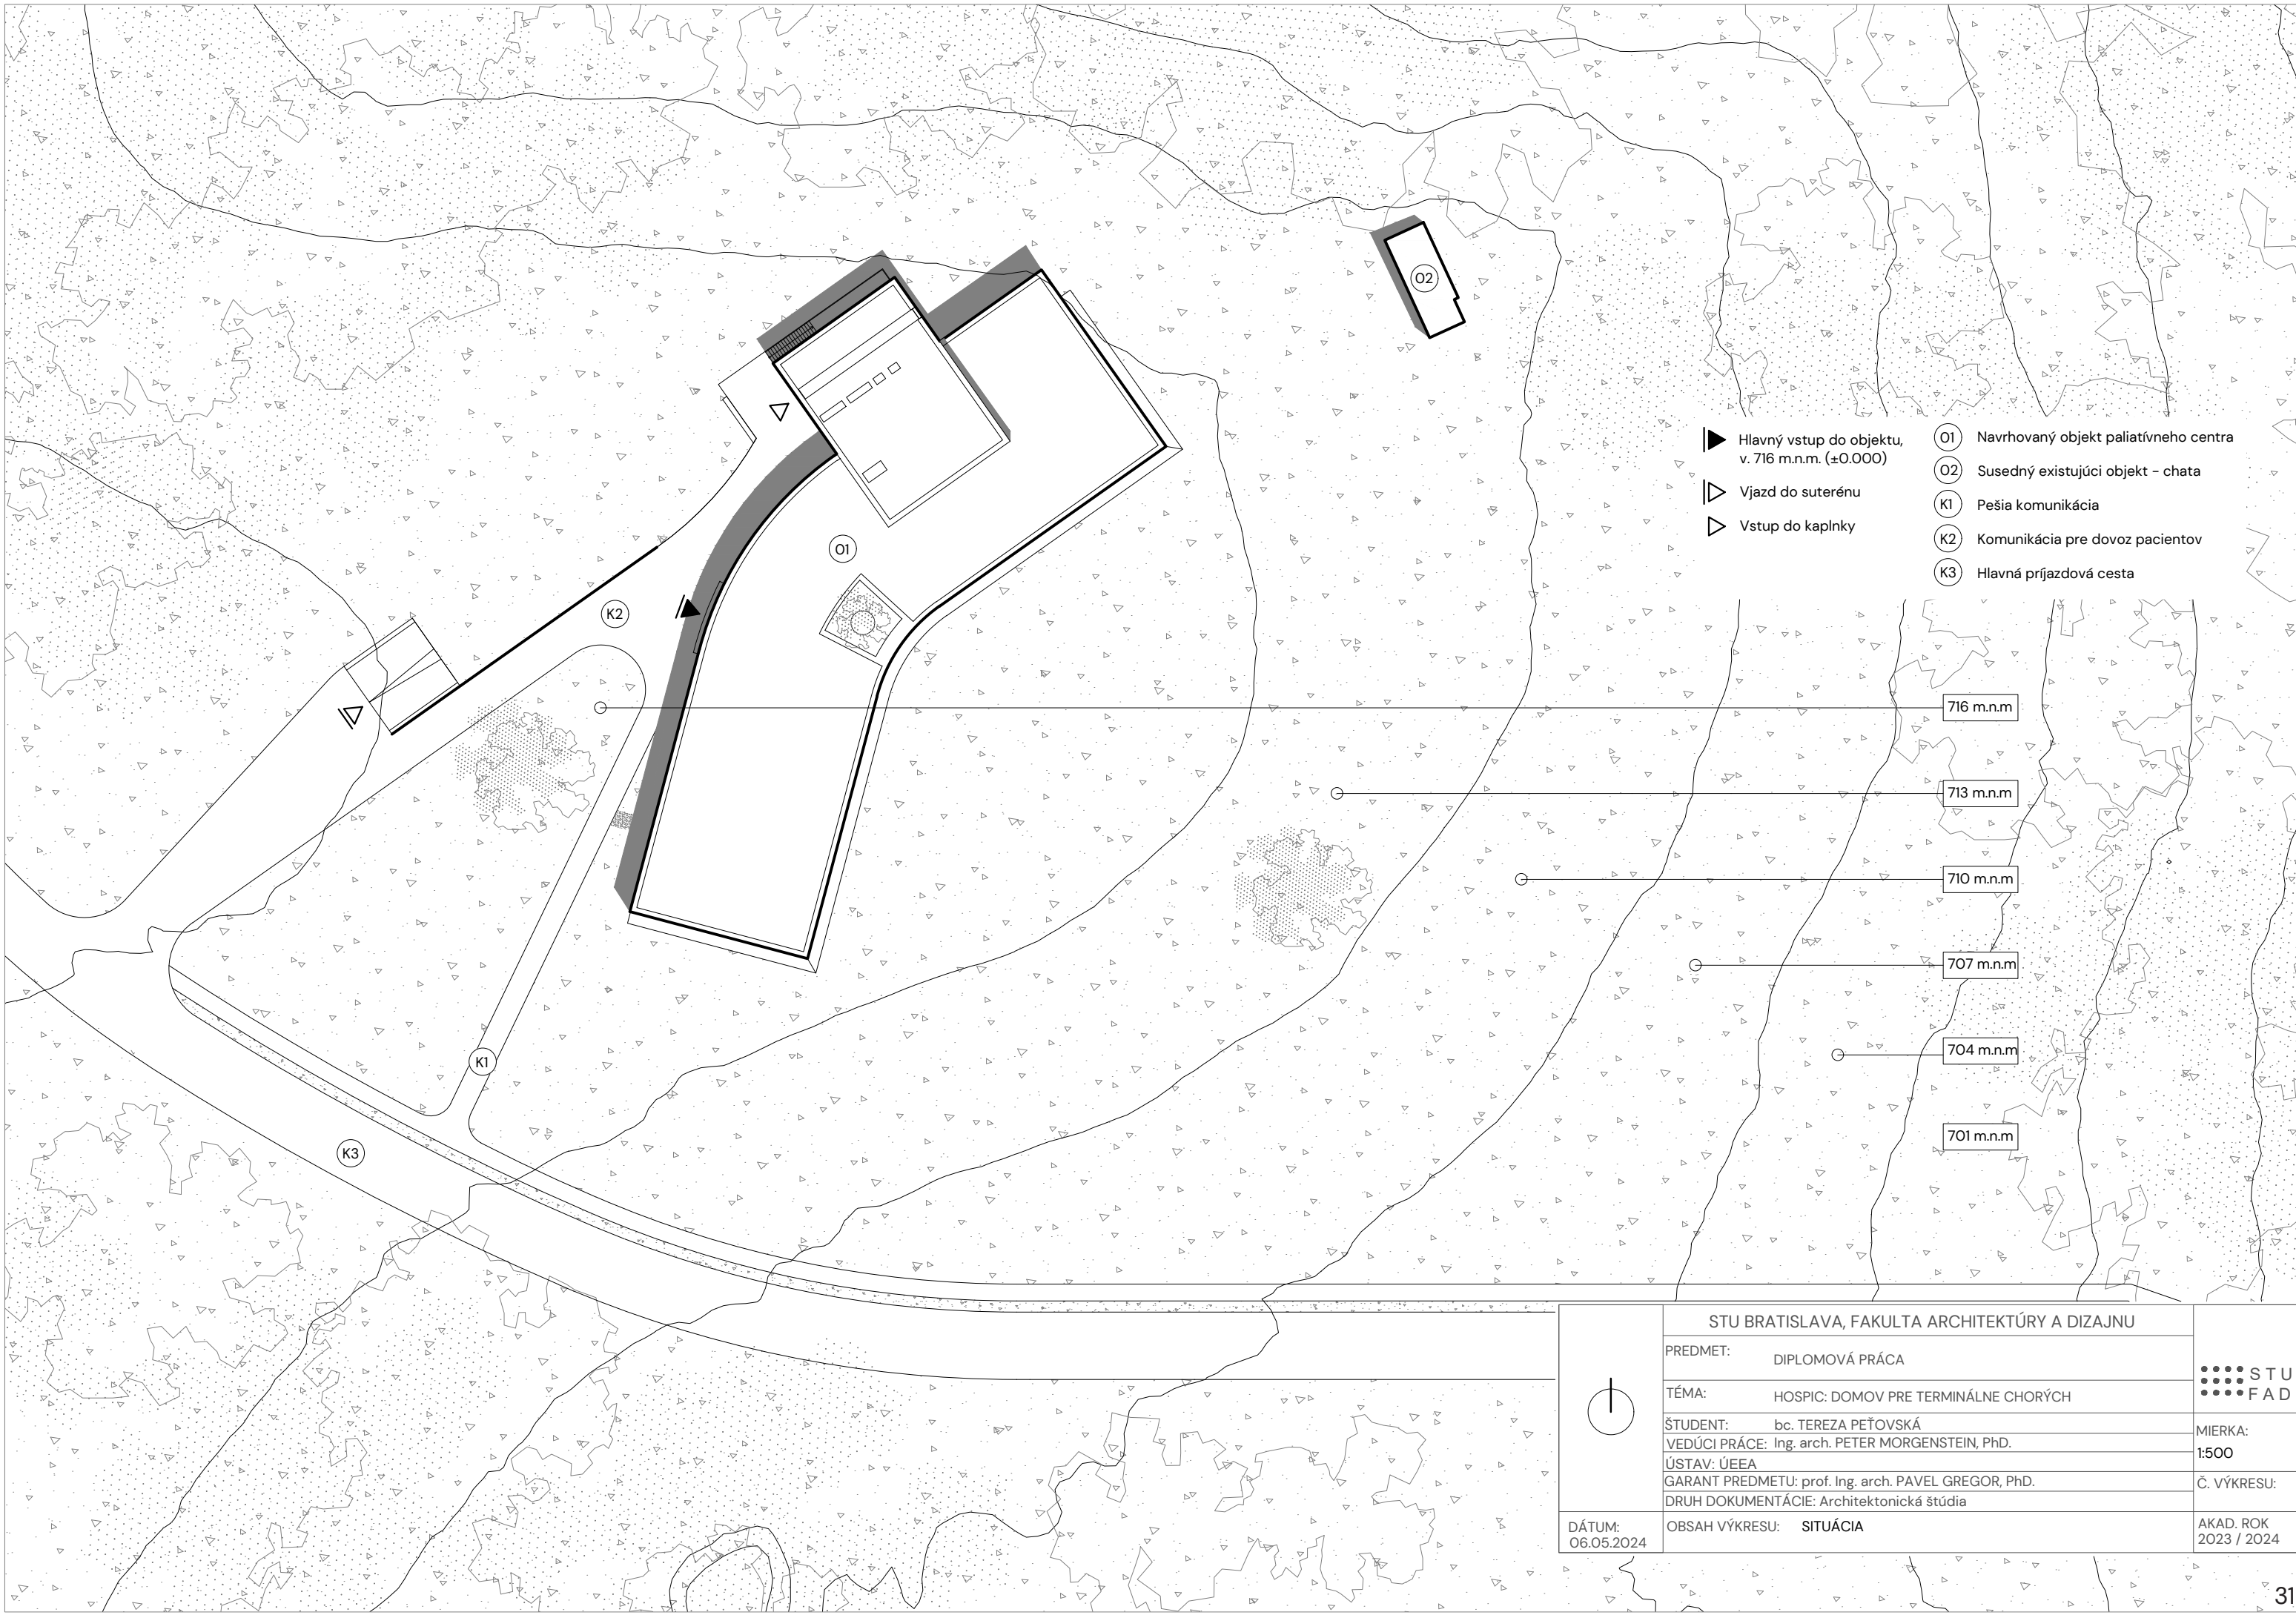 O2
Hlavný vstup do objektu,
v. 716 m.n.m. (±0.000)
Vjazd do suterénu
Vstup do kaplnky
O1 Navrhovaný objekt paliatívneho centra
O2 Susedný existujúci objekt - chata
K1 Pešia komunikácia
K2 Komunikácia pre dovoz pacientov
K3 Hlavná príjazdová cesta
O1
K2
716 m.n.m
713 m.n.m
710 m.n.m
707 m.n.m
704 m.n.m
701 m.n.m
K1
K3
STU BRATISLAVA, FAKULTA ARCHITEKTÚRY A DIZAJNU
PREDMET: DIPLOMOVÁ PRÁCA
TÉMA: HOSPIC: DOMOV PRE TERMINÁLNE CHORÝCH
ŠTUDENT: bc. TEREZA PEŤOVSKÁ
VEDÚCI PRÁCE: Ing. arch. PETER MORGENSTEIN, PhD.
ÚSTAV: ÚEEA
GARANT PREDMETU: prof. Ing. arch. PAVEL GREGOR, PhD.
DRUH DOKUMENTÁCIE: Architektonická štúdia
OBSAH VÝKRESU: SITUÁCIA
DÁTUM:
06.05.2024
STU
FAD
MIERKA:
1:500
Č. VÝKRESU:
AKAD. ROK
2023 / 2024
31